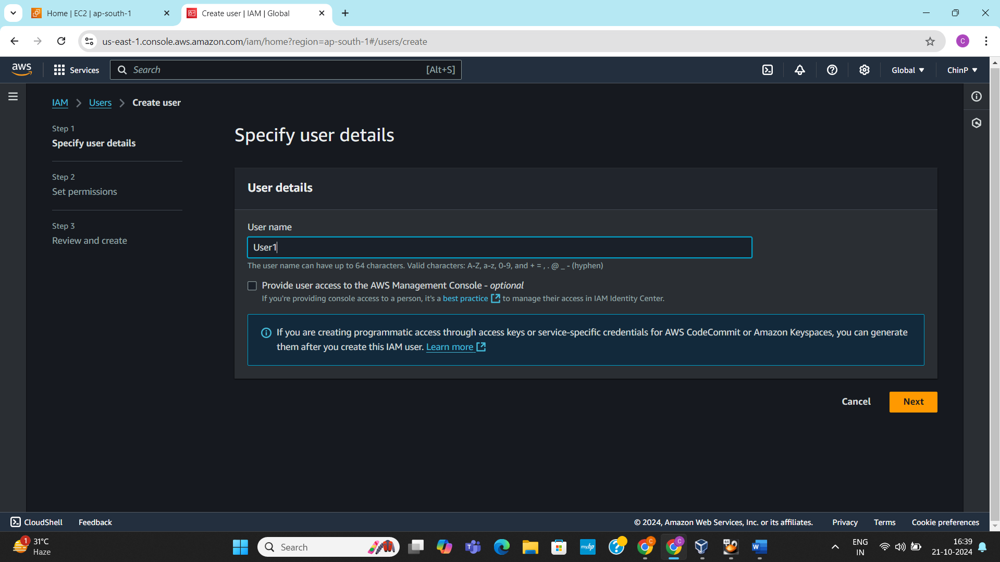 Home | EC2 | ap-south-1
Create user | IAM | Global
us-east-1.console.aws.amazon.com/iam/home?region=ap-south-1#/users/create
C
aws
Services
Search
[Alt+S]
Global
ChinP
IAM
Users
Create user
Step 1
Specify user details
Step 2
Set permissions
Step 3
Review and create
Specify user details
User details
User name
User1
The user name can have up to 64 characters. Valid characters: A-Z, a-z, 0-9, and + = , . @ _ - (hyphen)
Provide user access to the AWS Management Console - optional
If you're providing console access to a person, it's a best practice to manage their access in IAM Identity Center.
If you are creating programmatic access through access keys or service-specific credentials for AWS CodeCommit or Amazon Keyspaces, you can generate
them after you create this IAM user. Learn more
Cancel
Next
CloudShell
Feedback
© 2024, Amazon Web Services, Inc. or its affiliates.
Privacy
Terms
Cookie preferences
1
31°C
Haze
Search
T
myhp
?
C
C
64
W
ENG
IN
16:39
21-10-2024